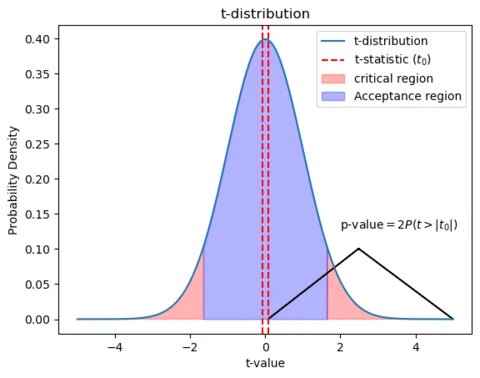 t-distribution
t-distribution
t-statistic (t₀)
critical region
Acceptance region
p-value = 2P(t > |t₀|)
Probability Density
0.40
0.35
0.30
0.25
0.20
0.15
0.10
0.05
0.00
−4
−2
0
2
4
t-value